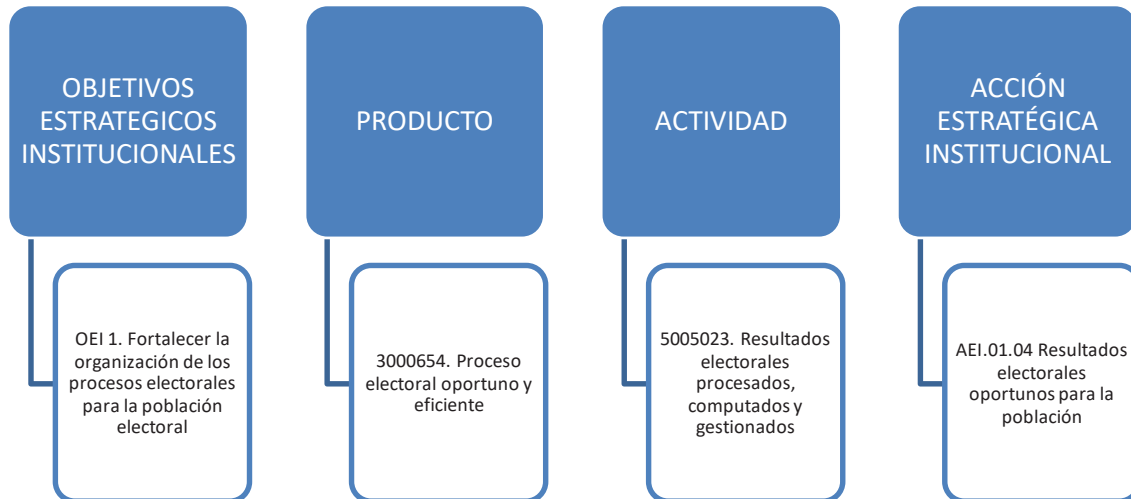 OBJETIVOS
ESTRATEGICOS
INSTITUCIONALES
OEI 1. Fortalecer la
organización de los
procesos electorales
para la población
electoral
PRODUCTO
3000654. Proceso
electoral oportuno y
eficiente
ACTIVIDAD
5005023. Resultados
electorales
procesados,
computados y
gestionados
ACCIÓN
ESTRATÉGICA
INSTITUCIONAL
AEI.01.04 Resultados
electorales
oportunos para la
población